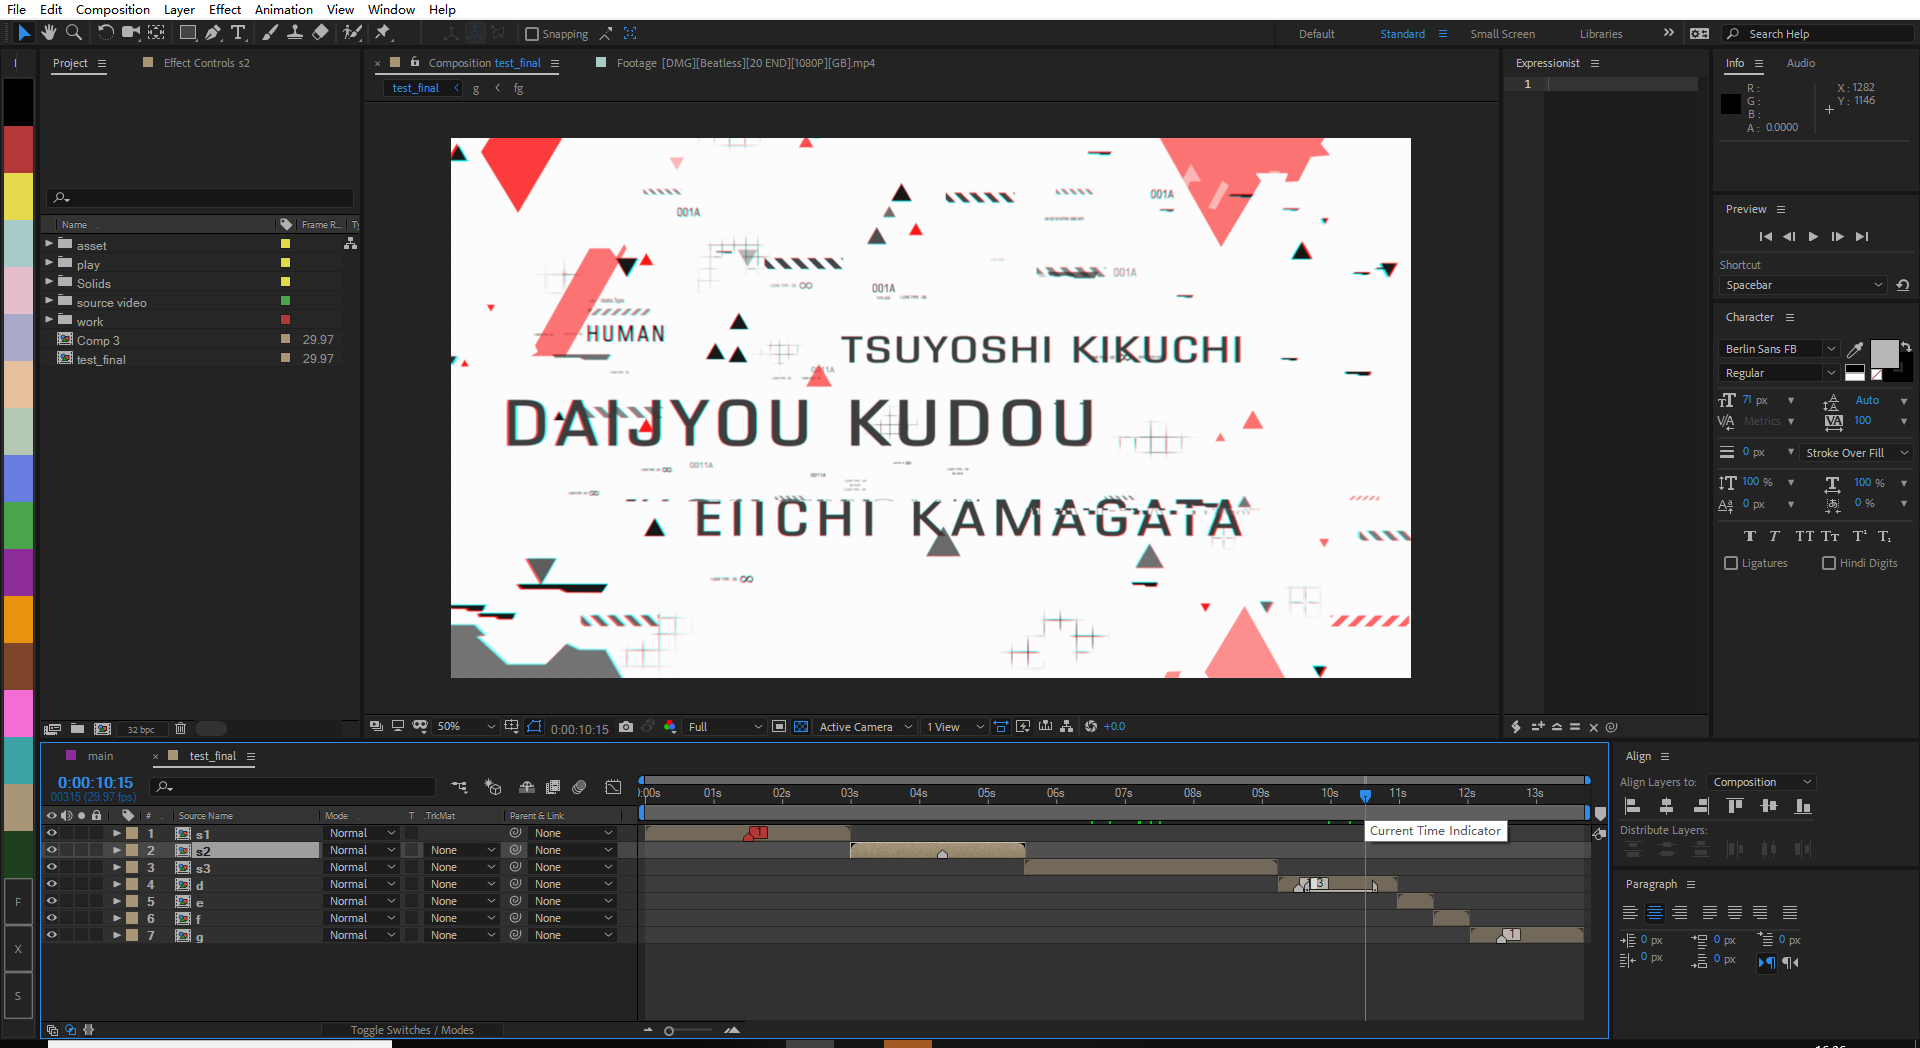 File Edit Composition Layer Effect Animation View Window Help
Snapping Default Standard Small Screen Libraries Search Help
Project Effect Controls s2
Composition test_final Footage [DMG][Beatless][20 END][1080P][GB].mp4
test_final g fg
Expressionist
1
Info Audio
R: X: 1282
G: Y: 1146
B:
A: 0.0000
Preview
Shortcut
Spacebar
Character
Berlin Sans FB
Regular
71 px Auto
Metrics 100
0 px Stroke Over Fill
100 % 100 %
0 px 0 %
Ligatures Hindi Digits
Name Frame R...
asset
play
Solids
source video
work
Comp 3 29.97
test_final 29.97
001A
001A
001A
001A
HUMAN
TSUYOSHI KIKUCHI
DAIJYOU KUDOU
0011A
EIICHI KAMAGATA
32 bpc
50% 0:00:10:15 Full Active Camera 1 View +0.0
main test_final
0:00:10:15
00315 (29.97 fps)
:00s 01s 02s 03s 04s 05s 06s 07s 08s 09s 10s 11s 12s 13s
# Source Name Mode T .TrkMat Parent & Link
1 s1 Normal None 1
Current Time Indicator
2 s2 Normal None None
3 s3 Normal None None
4 d Normal None None 3
5 e Normal None None
6 f Normal None None
7 g Normal None None 1
Toggle Switches / Modes
F
X
S
Align
Align Layers to: Composition
Distribute Layers:
Paragraph
0 px 0 px 0 px
0 px 0 px